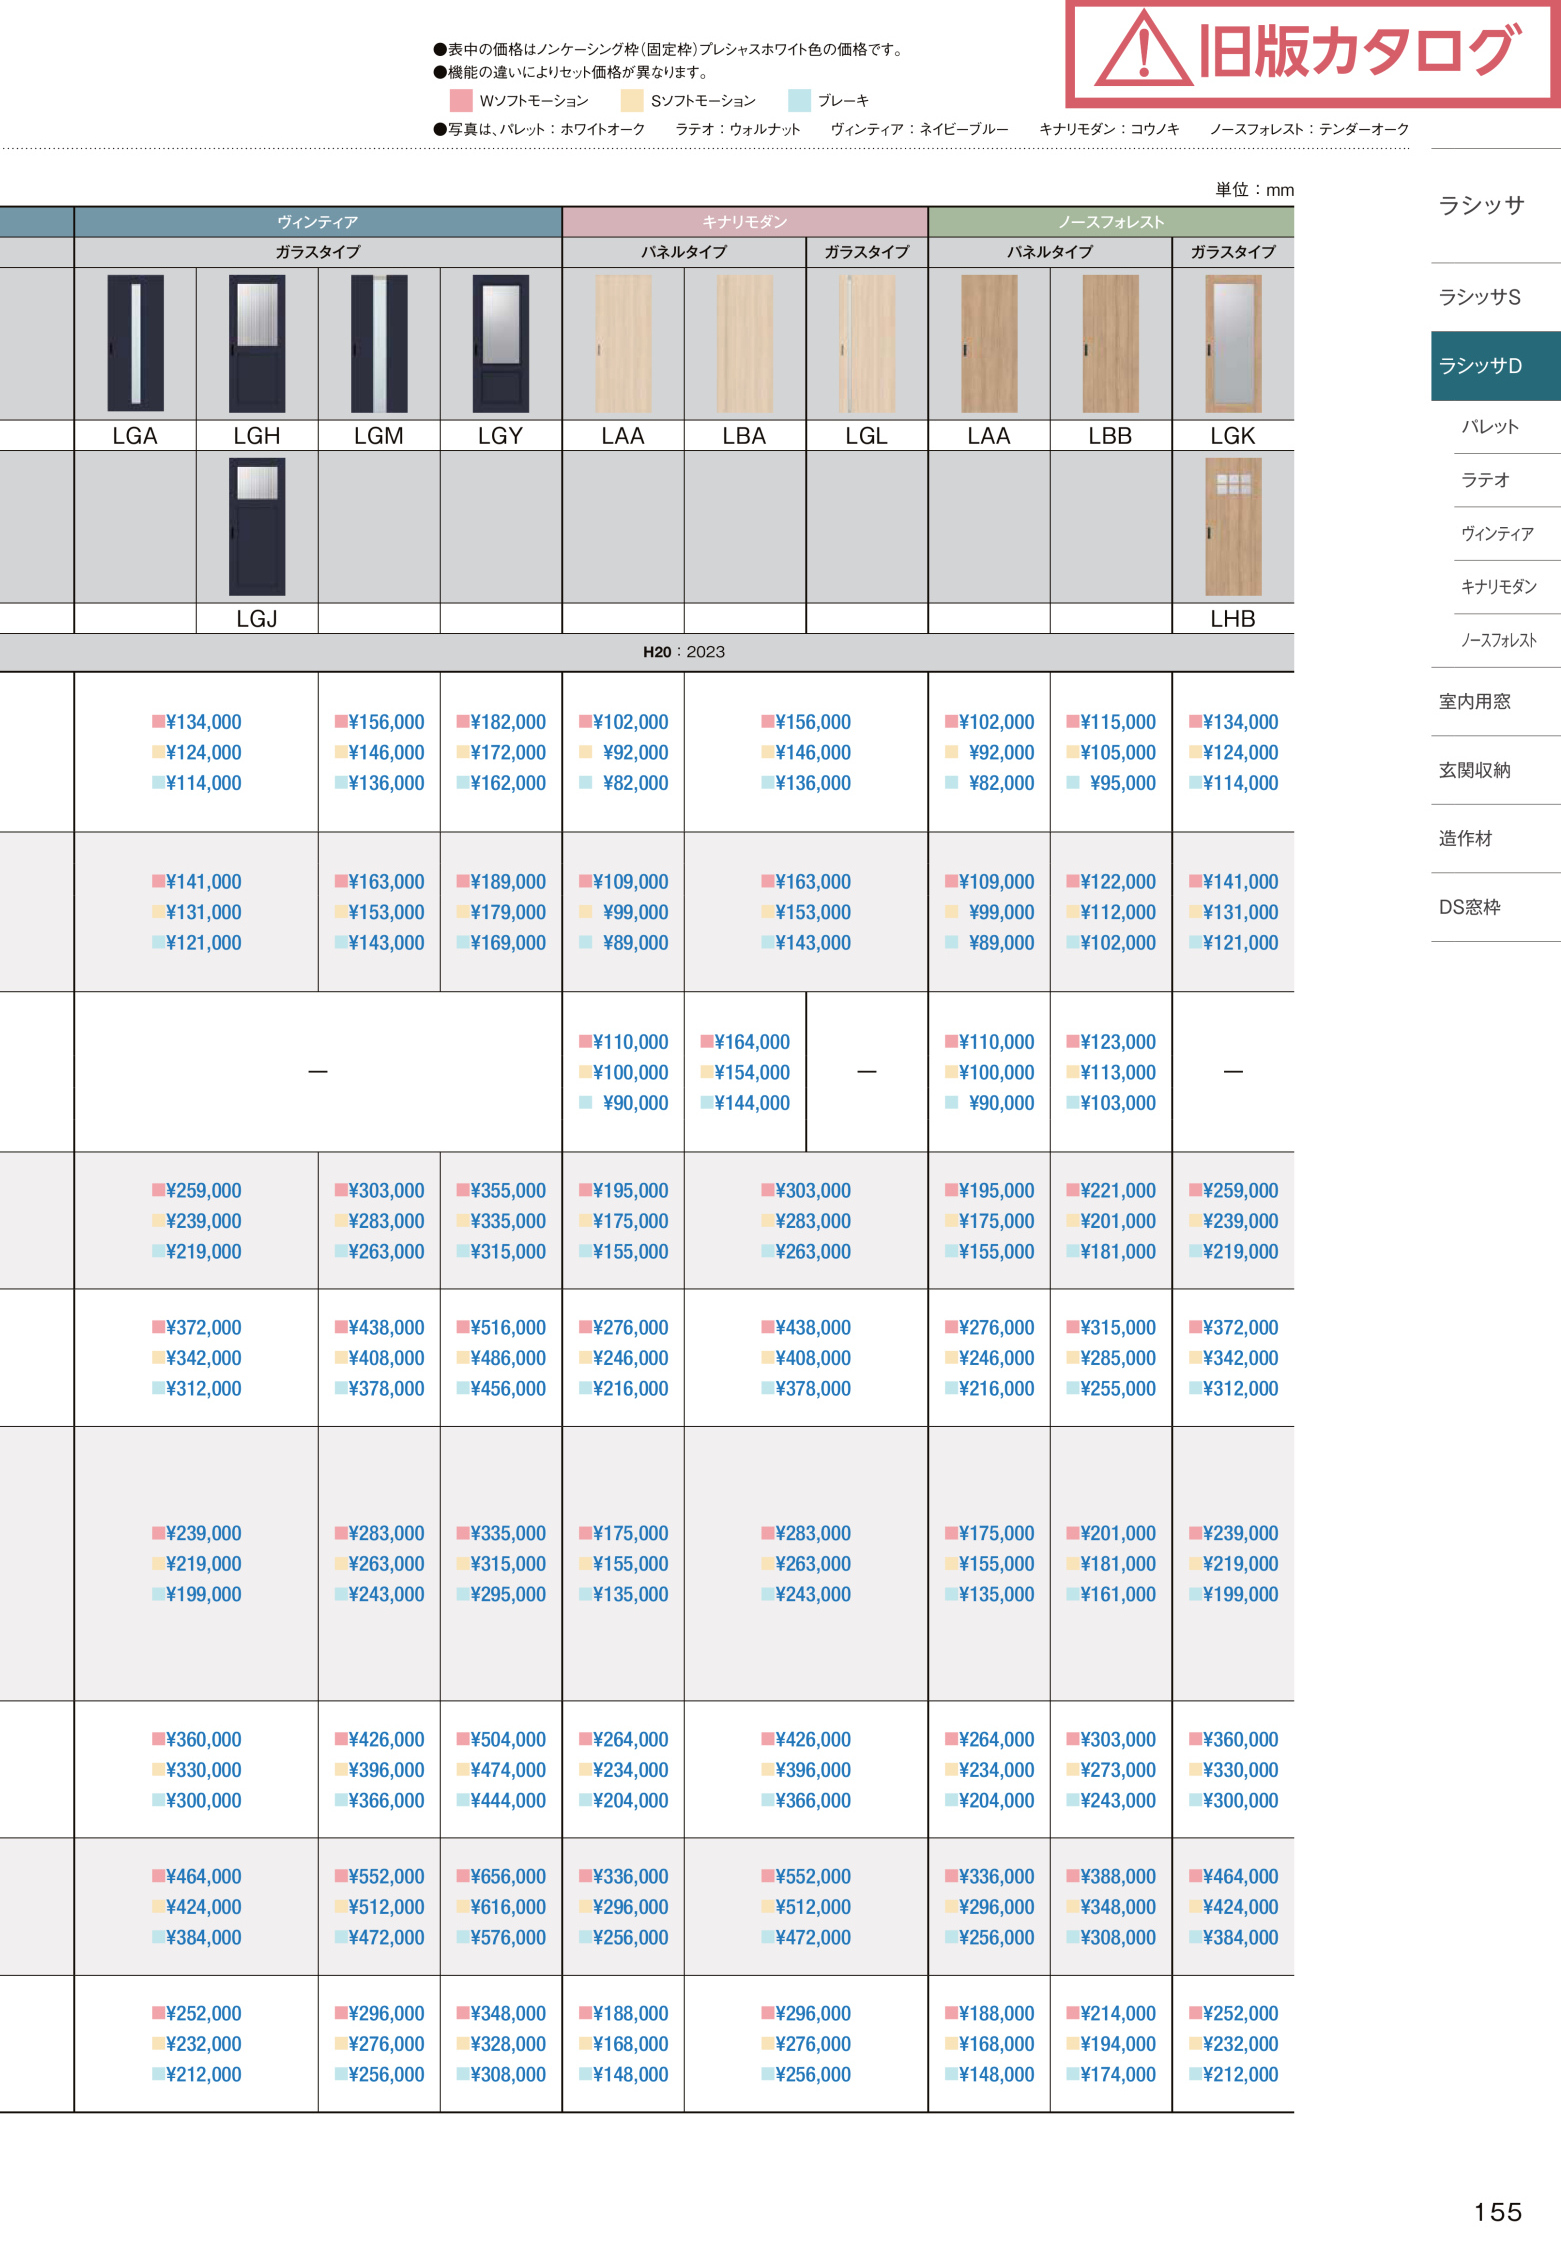 旧版カタログ
●表中の価格はノンケーシング枠(固定枠)プレシャスホワイト色の価格です。
●機能の違いによりセット価格が異なります。
Wソフトモーション Sソフトモーション ブレーキ
●写真は、パレット：ホワイトオーク ラテオ：ウォルナット ヴィンティア：ネイビーブルー キナリモダン：コウノキ ノースフォレスト：テンダーオーク
単位：mm
ヴィンティア キナリモダン ノースフォレスト
ガラスタイプ パネルタイプ ガラスタイプ パネルタイプ ガラスタイプ
LGA LGH LGM LGY LAA LBA LGL LAA LBB LGK
LGJ LHB
H20：2023
¥134,000 ¥156,000 ¥182,000 ¥102,000 ¥156,000 ¥102,000 ¥115,000 ¥134,000
¥124,000 ¥146,000 ¥172,000 ¥92,000 ¥146,000 ¥92,000 ¥105,000 ¥124,000
¥114,000 ¥136,000 ¥162,000 ¥82,000 ¥136,000 ¥82,000 ¥95,000 ¥114,000
¥141,000 ¥163,000 ¥189,000 ¥109,000 ¥163,000 ¥109,000 ¥122,000 ¥141,000
¥131,000 ¥153,000 ¥179,000 ¥99,000 ¥153,000 ¥99,000 ¥112,000 ¥131,000
¥121,000 ¥143,000 ¥169,000 ¥89,000 ¥143,000 ¥89,000 ¥102,000 ¥121,000
¥110,000 ¥164,000 ¥110,000 ¥123,000
— ¥100,000 ¥154,000 — ¥100,000 ¥113,000 —
¥90,000 ¥144,000 ¥90,000 ¥103,000
¥259,000 ¥303,000 ¥355,000 ¥195,000 ¥303,000 ¥195,000 ¥221,000 ¥259,000
¥239,000 ¥283,000 ¥335,000 ¥175,000 ¥283,000 ¥175,000 ¥201,000 ¥239,000
¥219,000 ¥263,000 ¥315,000 ¥155,000 ¥263,000 ¥155,000 ¥181,000 ¥219,000
¥372,000 ¥438,000 ¥516,000 ¥276,000 ¥438,000 ¥276,000 ¥315,000 ¥372,000
¥342,000 ¥408,000 ¥486,000 ¥246,000 ¥408,000 ¥246,000 ¥285,000 ¥342,000
¥312,000 ¥378,000 ¥456,000 ¥216,000 ¥378,000 ¥216,000 ¥255,000 ¥312,000
¥239,000 ¥283,000 ¥335,000 ¥175,000 ¥283,000 ¥175,000 ¥201,000 ¥239,000
¥219,000 ¥263,000 ¥315,000 ¥155,000 ¥263,000 ¥155,000 ¥181,000 ¥219,000
¥199,000 ¥243,000 ¥295,000 ¥135,000 ¥243,000 ¥135,000 ¥161,000 ¥199,000
¥360,000 ¥426,000 ¥504,000 ¥264,000 ¥426,000 ¥264,000 ¥303,000 ¥360,000
¥330,000 ¥396,000 ¥474,000 ¥234,000 ¥396,000 ¥234,000 ¥273,000 ¥330,000
¥300,000 ¥366,000 ¥444,000 ¥204,000 ¥366,000 ¥204,000 ¥243,000 ¥300,000
¥464,000 ¥552,000 ¥656,000 ¥336,000 ¥552,000 ¥336,000 ¥388,000 ¥464,000
¥424,000 ¥512,000 ¥616,000 ¥296,000 ¥512,000 ¥296,000 ¥348,000 ¥424,000
¥384,000 ¥472,000 ¥576,000 ¥256,000 ¥472,000 ¥256,000 ¥308,000 ¥384,000
¥252,000 ¥296,000 ¥348,000 ¥188,000 ¥296,000 ¥188,000 ¥214,000 ¥252,000
¥232,000 ¥276,000 ¥328,000 ¥168,000 ¥276,000 ¥168,000 ¥194,000 ¥232,000
¥212,000 ¥256,000 ¥308,000 ¥148,000 ¥256,000 ¥148,000 ¥174,000 ¥212,000
ラシッサ
ラシッサS
ラシッサD
パレット
ラテオ
ヴィンティア
キナリモダン
ノースフォレスト
室内用窓
玄関収納
造作材
DS窓枠
155